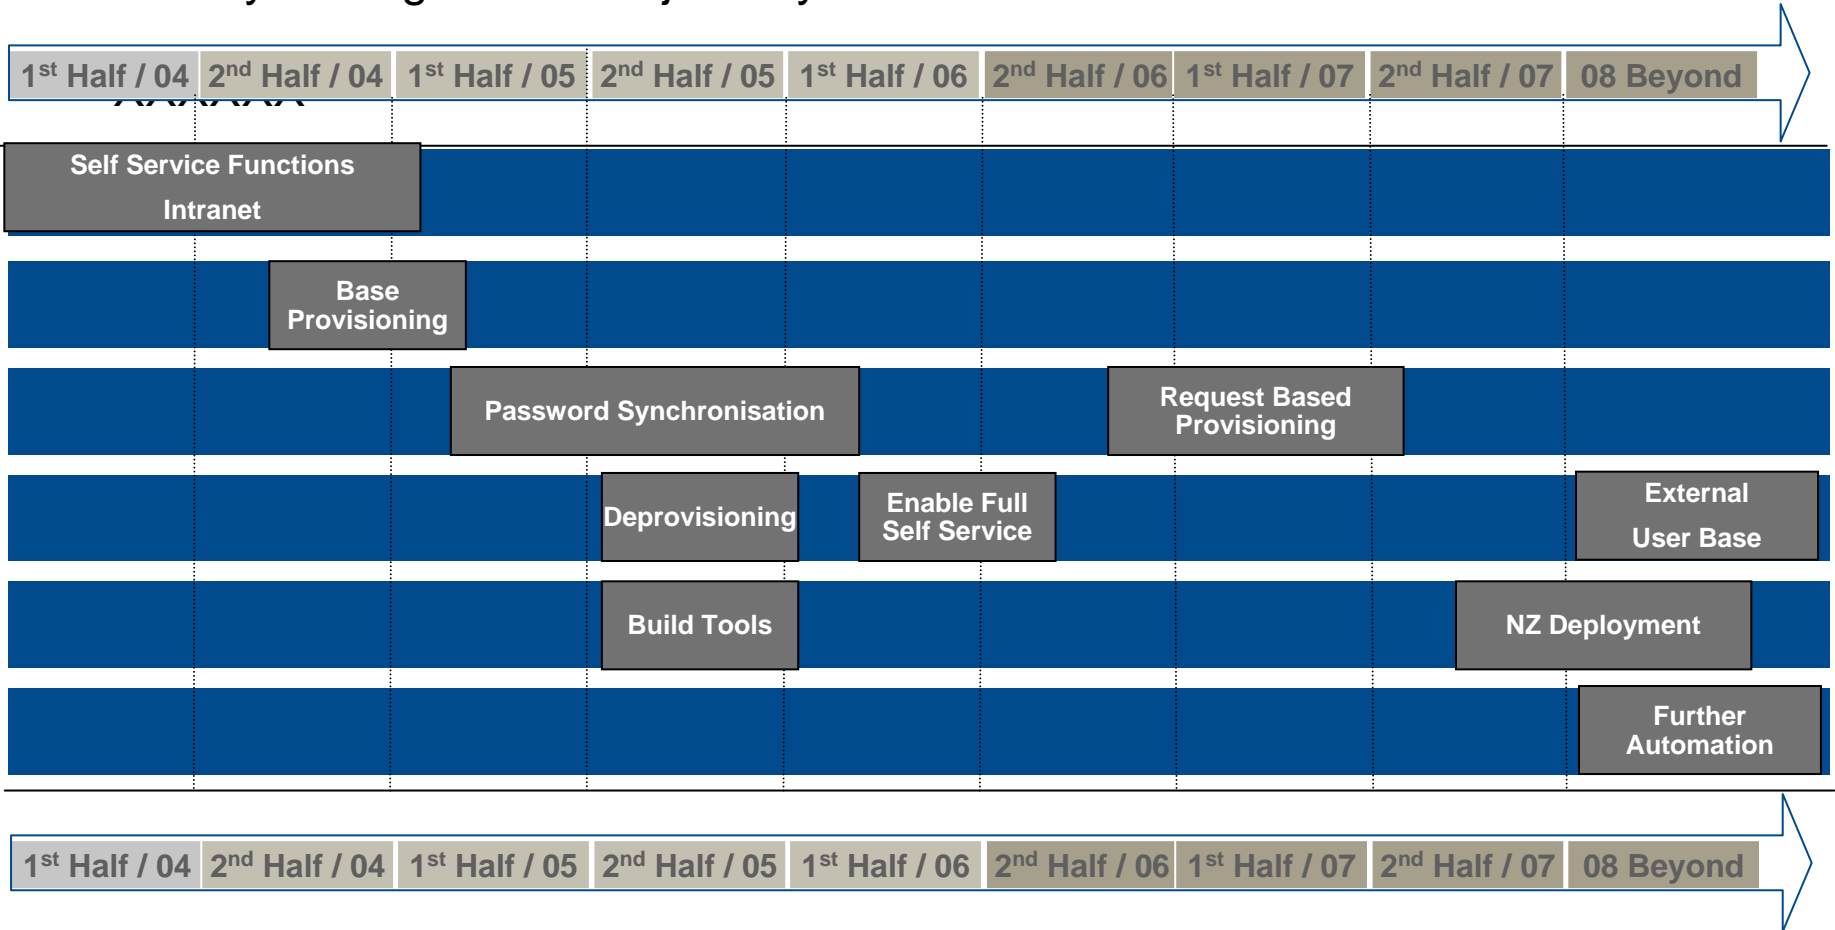 1st Half / 04 2nd Half / 04 1st Half / 05 2nd Half / 05 1st Half / 06 2nd Half / 06 1st Half / 07 2nd Half / 07 08 Beyond
Self Service Functions
Intranet
Base
Provisioning
Password Synchronisation
Request Based
Provisioning
Deprovisioning
Enable Full
Self Service
External
User Base
Build Tools
NZ Deployment
Further
Automation
1st Half / 04 2nd Half / 04 1st Half / 05 2nd Half / 05 1st Half / 06 2nd Half / 06 1st Half / 07 2nd Half / 07 08 Beyond